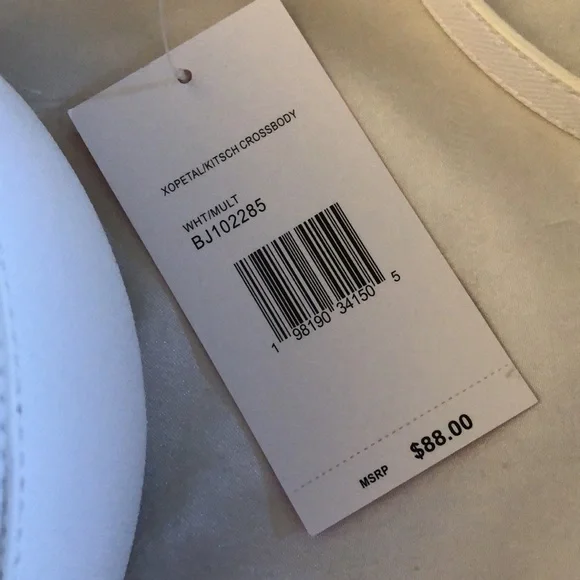 XOPETAL/KITSCH CROSSBODY
WHT/MULT
BJ102285
1 98190 34150 5
MSRP $88.00